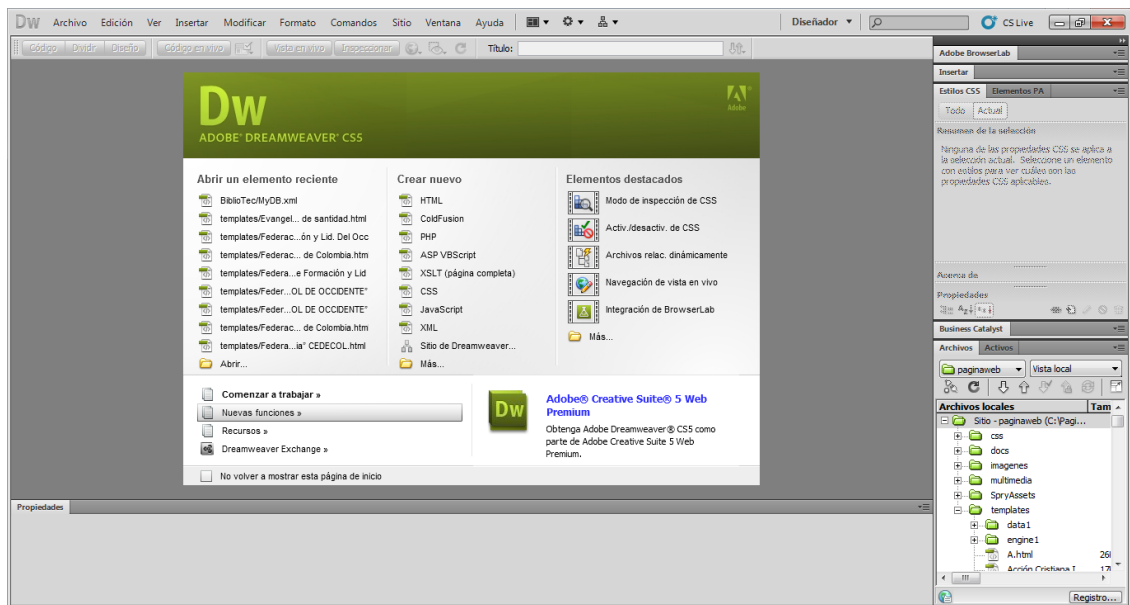 Dw Archivo Edición Ver Insertar Modificar Formato Comandos Sitio Ventana Ayuda Diseñador CS Live
Código Dividir Diseño Código en vivo Vista en vivo Inspeccionar Título:
Adobe BrowserLab
Insertar
Estilos CSS Elementos PA
Todo Actual
Resumen de la selección
Ninguna de las propiedades CSS se aplica a
la selección actual. Seleccione un elemento
con estilos para ver cuáles son las
propiedades CSS aplicables.
Acerca de
Propiedades
Business Catalyst
Archivos Activos
paginaweb Vista local
Archivos locales Tam
Sitio - paginaweb (C:\Pagi...
css
docs
imagenes
multimedia
SpryAssets
templates
data1
engine1
A.html 26
Acción Cristiana I 17
Registro...
Dw
ADOBE® DREAMWEAVER® CS5
Adobe
Abrir un elemento reciente
BiblioTec/MyDB.xml
templates/Evangel... de santidad.html
templates/Federac...ón y Lid. Del Occ
templates/Federac... de Colombia.htm
templates/Federa...e Formación y Lid
templates/Feder...OL DE OCCIDENTE"
templates/Feder...OL DE OCCIDENTE"
templates/Federac... de Colombia.htm
templates/Federa...ia" CEDECOL.html
Abrir...
Crear nuevo
HTML
ColdFusion
PHP
ASP VBScript
XSLT (página completa)
CSS
JavaScript
XML
Sitio de Dreamweaver...
Más...
Elementos destacados
Modo de inspección de CSS
Activ./desactiv. de CSS
Archivos relac. dinámicamente
Navegación de vista en vivo
Integración de BrowserLab
Más...
Comenzar a trabajar »
Nuevas funciones »
Recursos »
Dreamweaver Exchange »
Dw
Adobe® Creative Suite® 5 Web
Premium
Obtenga Adobe Dreamweaver® CS5 como
parte de Adobe Creative Suite 5 Web
Premium.
No volver a mostrar esta página de inicio
Propiedades